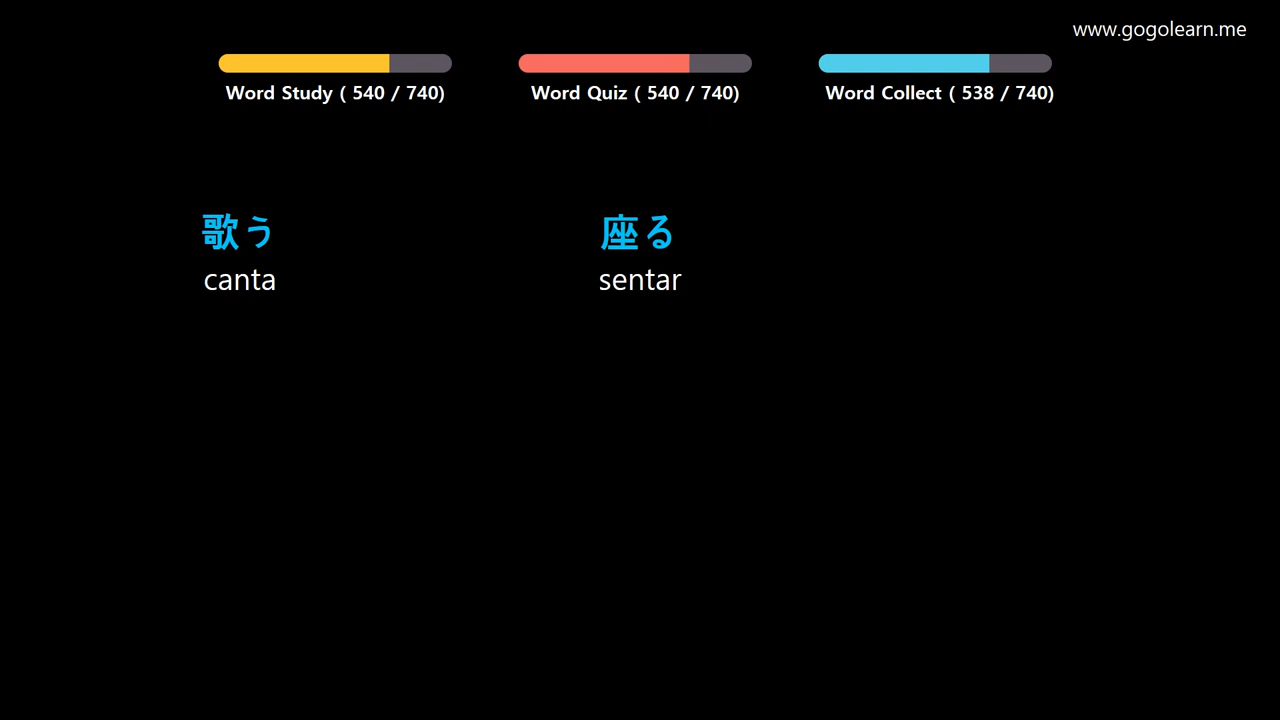 www.gogolearn.me
Word Study ( 540 / 740)
Word Quiz ( 540 / 740)
Word Collect ( 538 / 740)
歌う
canta
座る
sentar